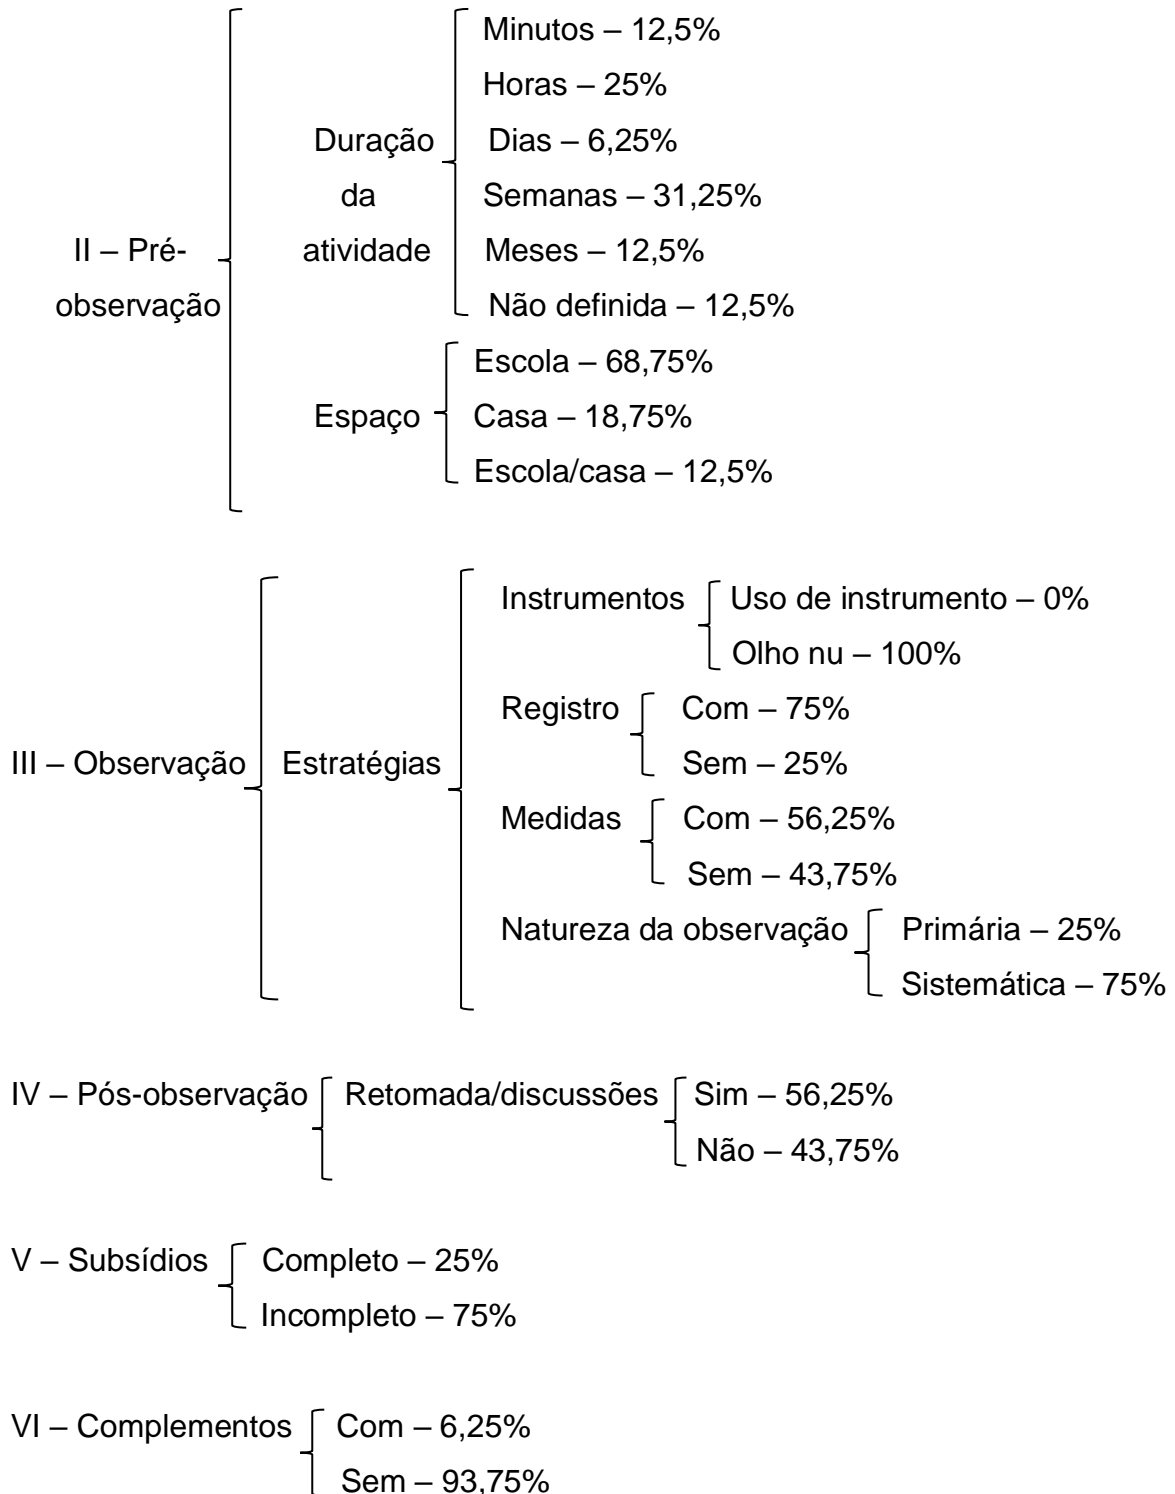 Minutos – 12,5%
Horas – 25%
Duração Dias – 6,25%
da Semanas – 31,25%
II – Pré- atividade Meses – 12,5%
observação Não definida – 12,5%
Escola – 68,75%
Espaço Casa – 18,75%
Escola/casa – 12,5%
Instrumentos Uso de instrumento – 0%
Olho nu – 100%
Registro Com – 75%
III – Observação Estratégias Sem – 25%
Medidas Com – 56,25%
Sem – 43,75%
Natureza da observação Primária – 25%
Sistemática – 75%
IV – Pós-observação Retomada/discussões Sim – 56,25%
Não – 43,75%
V – Subsídios Completo – 25%
Incompleto – 75%
VI – Complementos Com – 6,25%
Sem – 93,75%